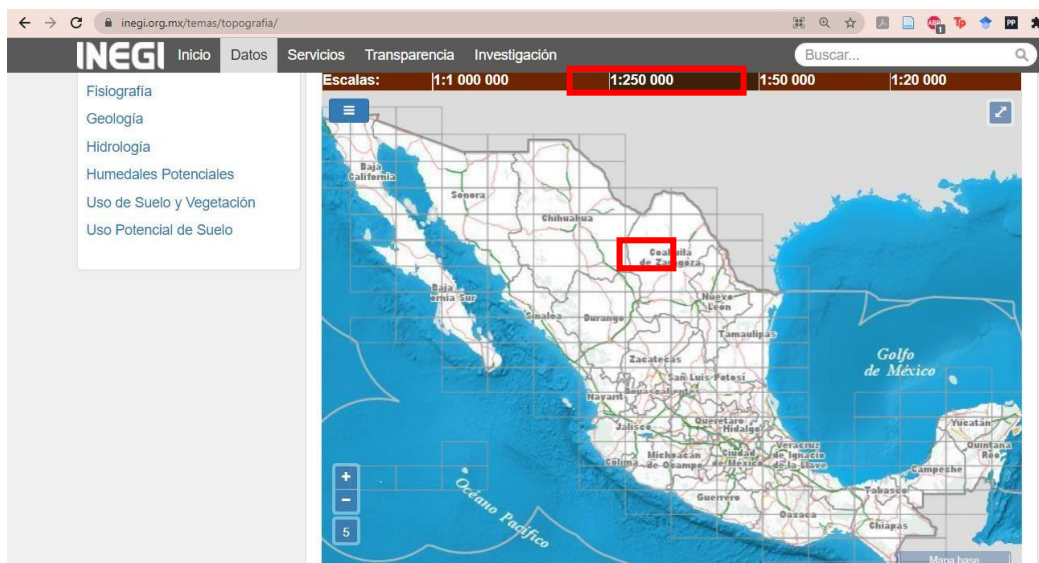 inegi.org.mx/temas/topografia/
INEGI Inicio Datos Servicios Transparencia Investigación Buscar...
Escalas: 1:1 000 000 1:250 000 1:50 000 1:20 000
Fisiografía
Geología
Hidrología
Humedales Potenciales
Uso de Suelo y Vegetación
Uso Potencial de Suelo
Baja
California
Sonora
Chihuahua
Coahuila
de Zaragoza
Baja
Sur
Nuevo
León
Sinaloa
Durango
Tamaulipas
Zacatecas
San Luis Potosí
Aguascalientes
Nayarit
Golfo
de México
Jalisco
Querétaro
Hidalgo
Yucatán
Quintana
Roo
Veracruz
de Ignacio
de la Llave
Michoacán
de Ocampo
Ciudad
de México
Colima
Campeche
Océano Pacífico
Guerrero
Tabasco
Oaxaca
Chiapas
+
−
5
Mapa base